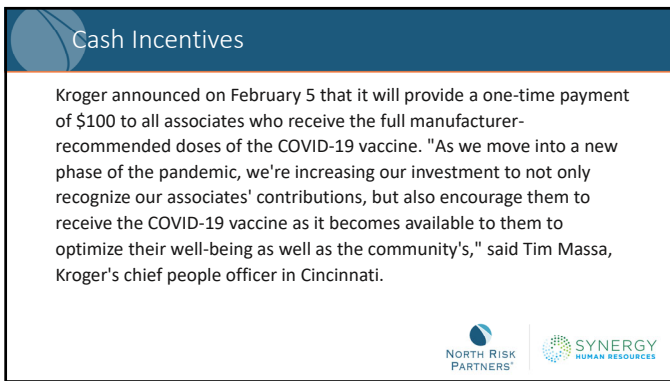 Cash Incentives
Kroger announced on February 5 that it will provide a one-time payment
of $100 to all associates who receive the full manufacturer-
recommended doses of the COVID-19 vaccine. "As we move into a new
phase of the pandemic, we're increasing our investment to not only
recognize our associates' contributions, but also encourage them to
receive the COVID-19 vaccine as it becomes available to them to
optimize their well-being as well as the community's," said Tim Massa,
Kroger's chief people officer in Cincinnati.
NORTH RISK
PARTNERS
SYNERGY
HUMAN RESOURCES